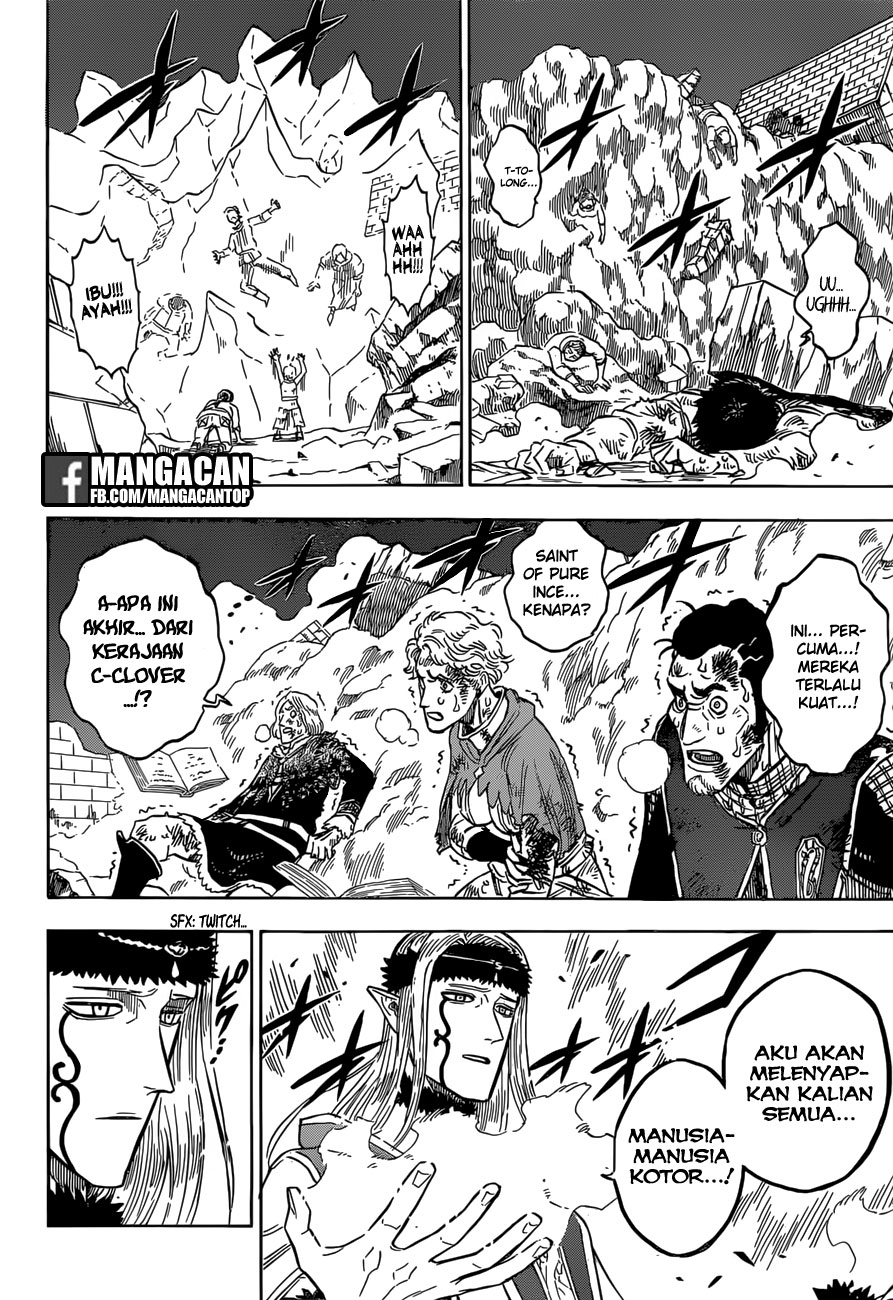 T-TO-
LONG...
UU...
UGHHH...
WAA
AHH
HH!!!
IBU!!!
AYAH!!!
f MANGACAN
FB.COM/MANGACANTOP
INI... PER-
CUMA...!
MEREKA
TERLALU
KUAT...!
SAINT
OF PURE
INCE...
KENAPA?
A-APA INI
AKHIR... DARI
KERAJAAN
C-CLOVER
...!?
SFX: TWITCH...
AKU AKAN
MELENYAP-
KAN KALIAN
SEMUA...
MANUSIA-
MANUSIA
KOTOR...!